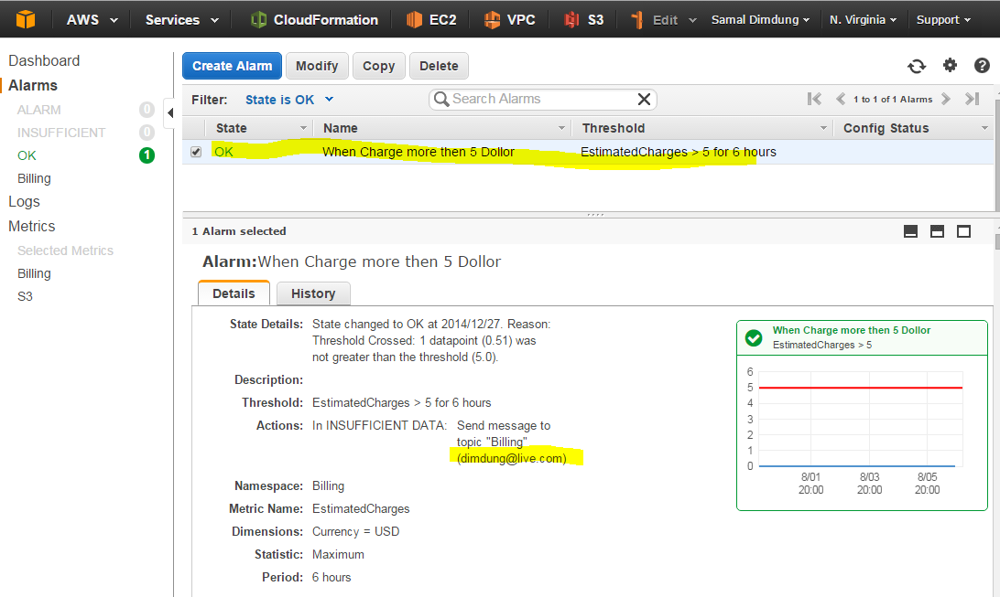 AWS Services CloudFormation EC2 VPC S3 Edit Samal Dimdung N. Virginia Support
Dashboard
Alarms
ALARM 0
INSUFFICIENT 0
OK 1
Billing
Logs
Metrics
Selected Metrics
Billing
S3
Create Alarm Modify Copy Delete
Filter: State is OK Search Alarms 1 to 1 of 1 Alarms
State Name Threshold Config Status
OK When Charge more then 5 Dollor EstimatedCharges > 5 for 6 hours
1 Alarm selected
Alarm:When Charge more then 5 Dollor
Details History
State Details: State changed to OK at 2014/12/27. Reason:
Threshold Crossed: 1 datapoint (0.51) was
not greater than the threshold (5.0).
Description:
Threshold: EstimatedCharges > 5 for 6 hours
Actions: In INSUFFICIENT DATA: Send message to
topic "Billing"
(dimdung@live.com)
Namespace: Billing
Metric Name: EstimatedCharges
Dimensions: Currency = USD
Statistic: Maximum
Period: 6 hours
When Charge more then 5 Dollor
EstimatedCharges > 5
6
5
4
3
2
1
0
8/01 8/03 8/05
20:00 20:00 20:00